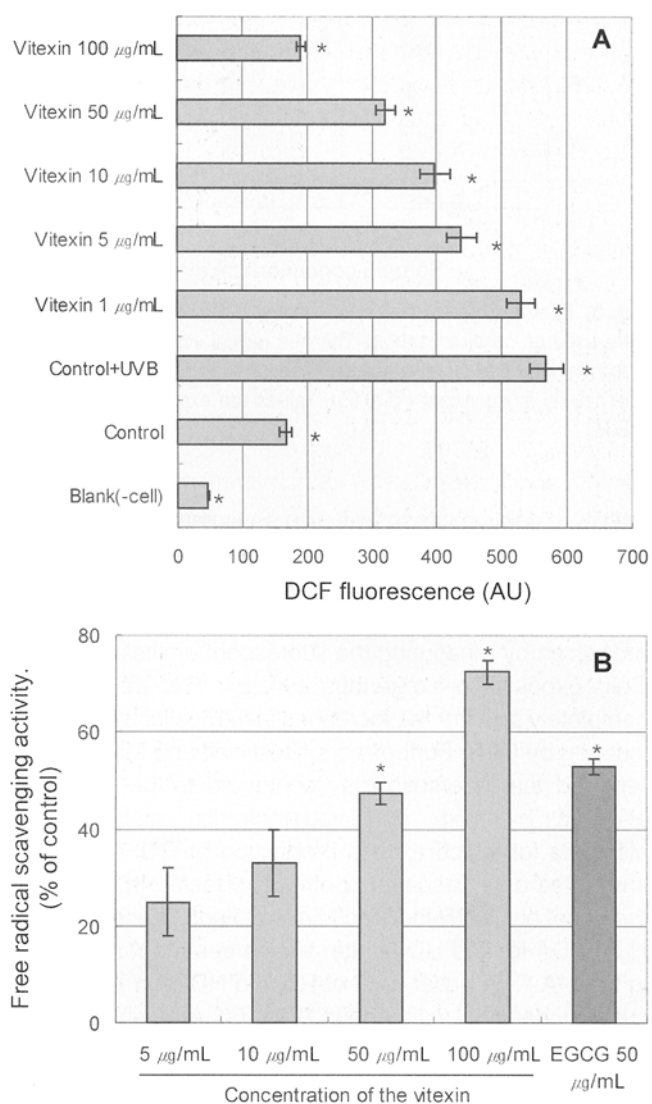 A
Vitexin 100 μg/mL
*
Vitexin 50 μg/mL
*
Vitexin 10 μg/mL
*
Vitexin 5 μg/mL
*
Vitexin 1 μg/mL
*
Control+UVB
*
Control
*
Blank(-cell)
*
0 100 200 300 400 500 600 700
DCF fluorescence (AU)
B
Free radical scavenging activity.
(% of control)
80
60
40
20
0
*
*
*
5 μg/mL 10 μg/mL 50 μg/mL 100 μg/mL EGCG 50
μg/mL
Concentration of the vitexin